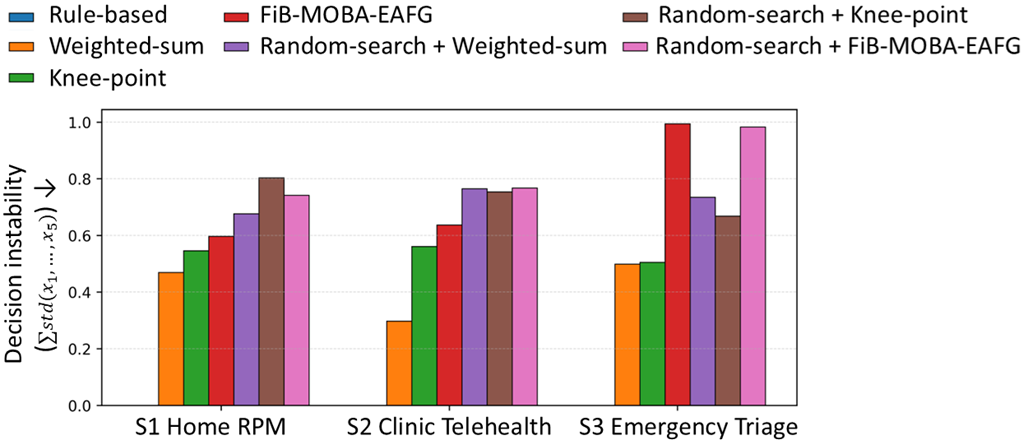 Rule-based
FiB-MOBA-EAFG
Random-search + Knee-point
Weighted-sum
Random-search + Weighted-sum
Random-search + FiB-MOBA-EAFG
Knee-point
Decision instability
(∑std(x₁,…,x₅)) ↓
1.0
0.8
0.6
0.4
0.2
0.0
S1 Home RPM
S2 Clinic Telehealth
S3 Emergency Triage